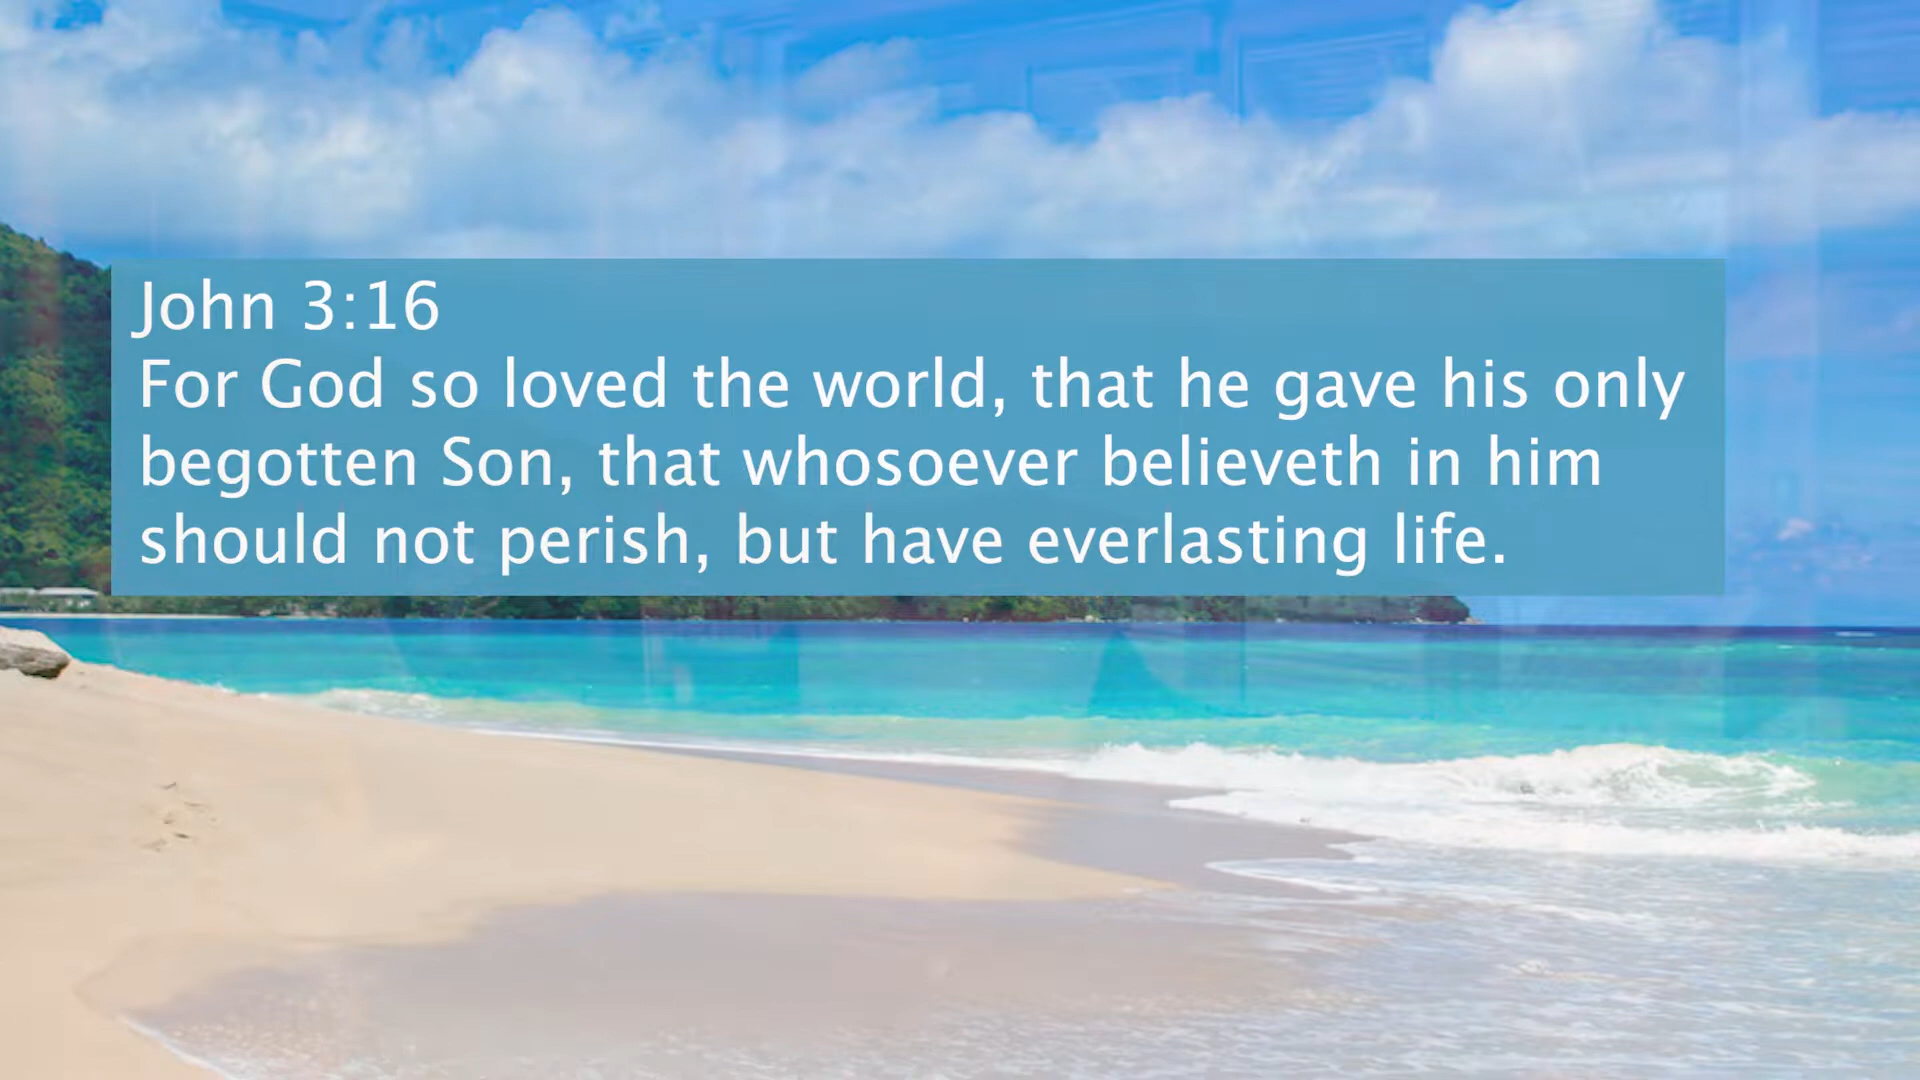 John 3:16
For God so loved the world, that he gave his only
begotten Son, that whosoever believeth in him
should not perish, but have everlasting life.